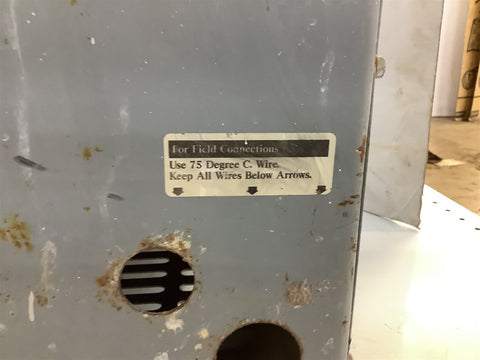 For Field Connections
Use 75 Degree C. Wire.
Keep All Wires Below Arrows.